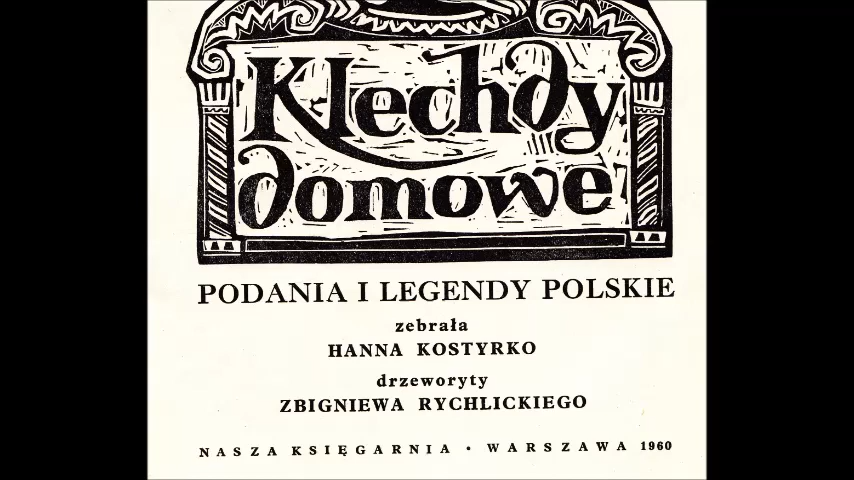 Klechdy
domowe
PODANIA I LEGENDY POLSKIE
zebrała
HANNA KOSTYRKO
drzeworyty
ZBIGNIEWA RYCHLICKIEGO
NASZA KSIĘGARNIA • WARSZAWA 1960